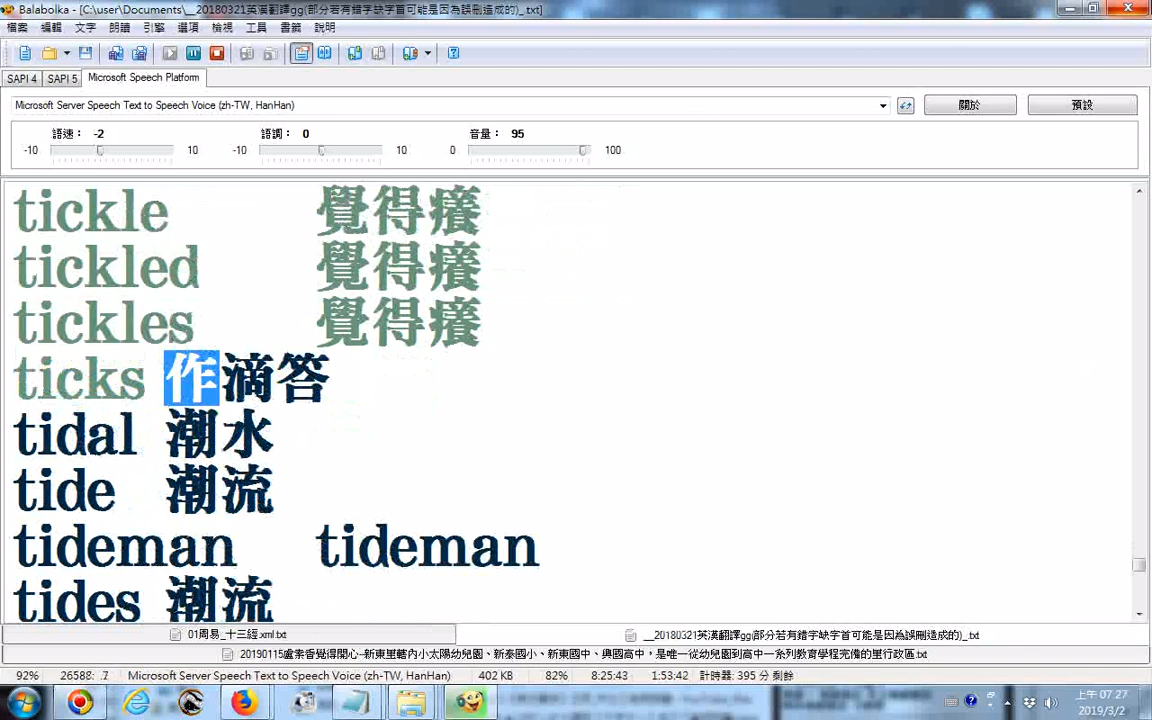 Balabolka - [C:\user\Documents\__20180321英漢翻譯gg(部分若有錯字缺字首可能是因為誤刪造成的)_.txt]
檔案 編輯 文字 朗讀 引擎 選項 檢視 工具 書籤 說明
SAPI 4 SAPI 5 Microsoft Speech Platform
Microsoft Server Speech Text to Speech Voice (zh-TW, HanHan) 關於 預設
語速： -2 語調： 0 音量： 95
-10 10 -10 10 0 100
tickle 覺得癢
tickled 覺得癢
tickles 覺得癢
ticks 作滴答
tidal 潮水
tide 潮流
tideman tideman
tides 潮流
01周易_十三經.xml.txt __20180321英漢翻譯gg(部分若有錯字缺字首可能是因為誤刪造成的)_.txt
20190115盧素香覺得開心--新東里轄內小太陽幼兒園、新泰國小、新東國中、興國高中，是唯一從幼兒園到高中一系列教育學程完備的里行政區.txt
92% 26588: .7 Microsoft Server Speech Text to Speech Voice (zh-TW, HanHan) 402 KB 82% 8:25:43 1:53:42 計時器: 395 分 剩餘
上午 07:27
2019/3/2